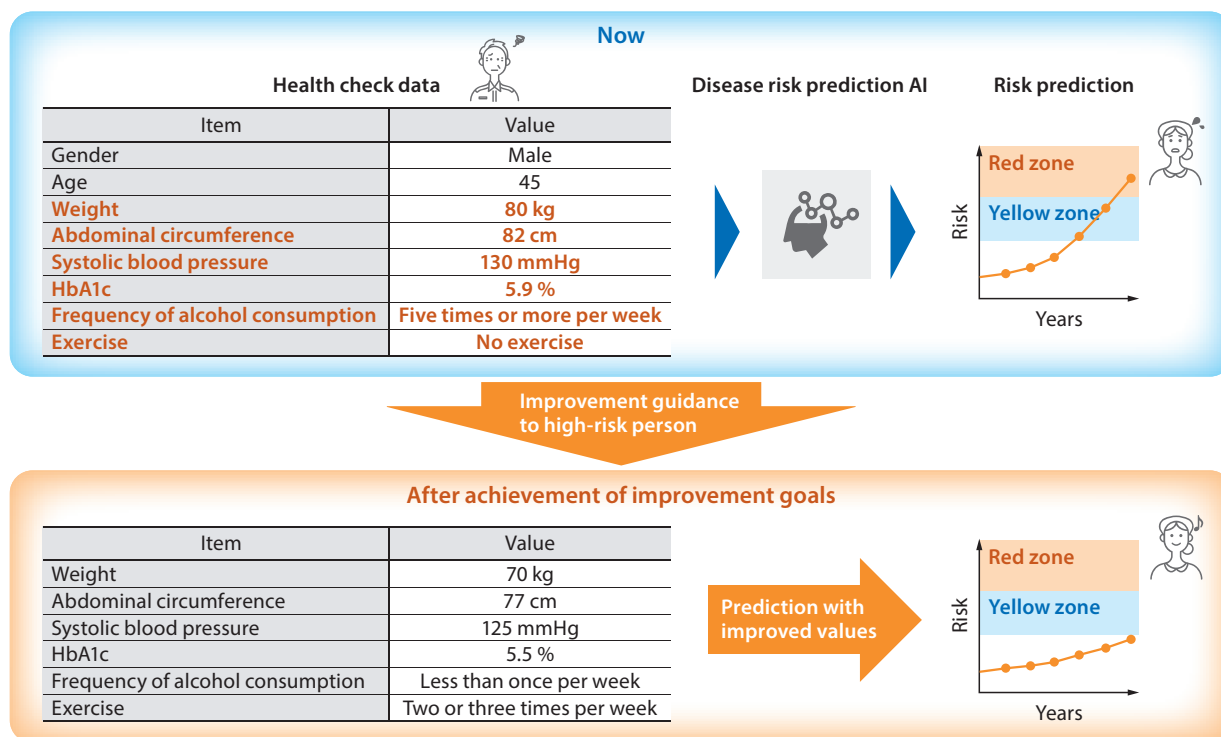 Now
Health check data
Disease risk prediction AI
Risk prediction
Item Value
Gender Male
Age 45
Weight 80 kg
Abdominal circumference 82 cm
Systolic blood pressure 130 mmHg
HbA1c 5.9 %
Frequency of alcohol consumption Five times or more per week
Exercise No exercise
Red zone
Yellow zone
Risk
Years
Improvement guidance
to high-risk person
After achievement of improvement goals
Item Value
Weight 70 kg
Abdominal circumference 77 cm
Systolic blood pressure 125 mmHg
HbA1c 5.5 %
Frequency of alcohol consumption Less than once per week
Exercise Two or three times per week
Prediction with
improved values
Red zone
Yellow zone
Risk
Years